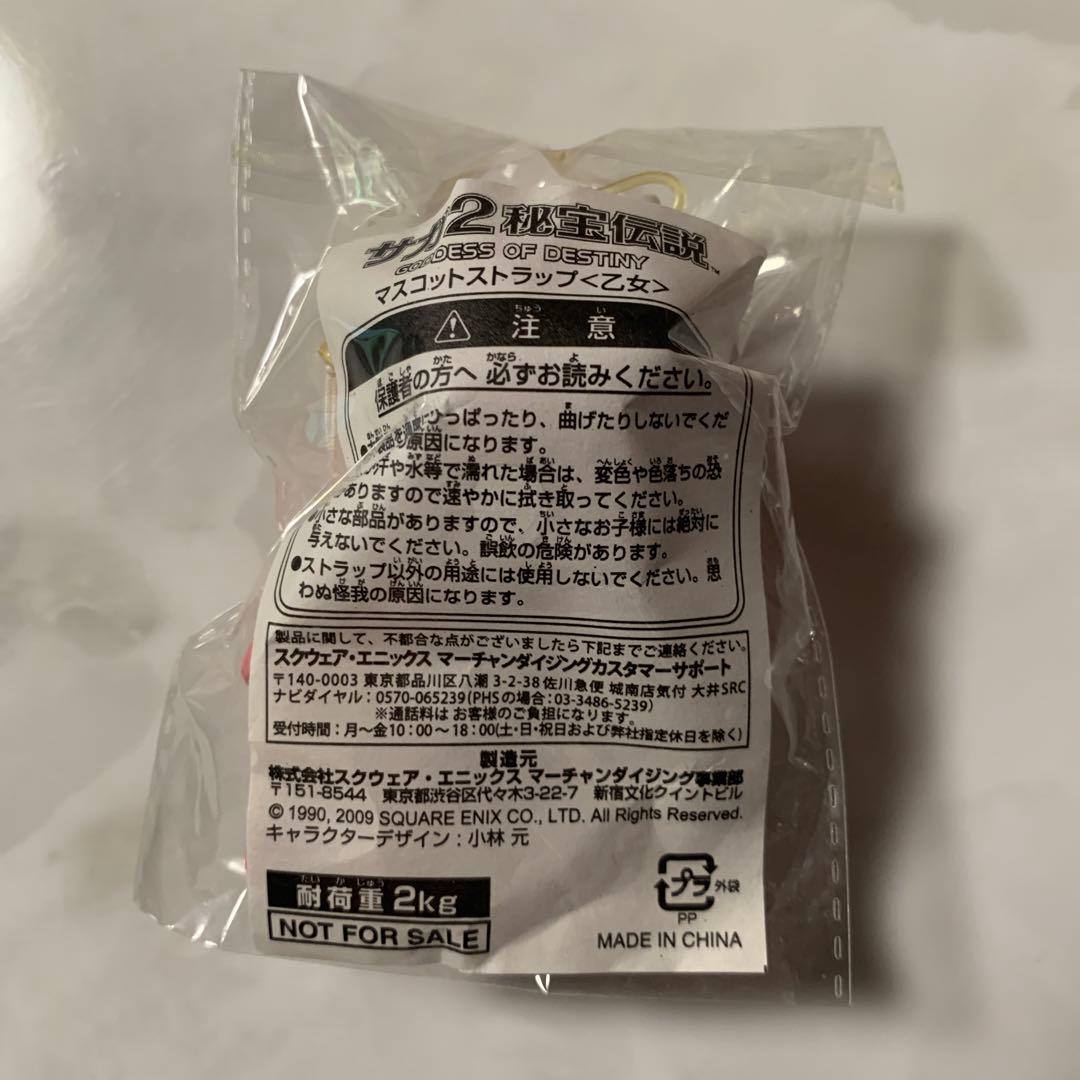 サガ2秘宝伝説
GODDESS OF DESTINY
マスコットストラップ<乙女>
注意
保護者の方へ 必ずお読みください。
ひっぱったり、曲げたりしないでくだ
原因になります。
や水等で濡れた場合は、変色や色落ちの恐
がありますので速やかに拭き取ってください。
小さな部品がありますので、小さなお子様には絶対に
与えないでください。誤飲の危険があります。
●ストラップ以外の用途には使用しないでください。思
わぬ怪我の原因になります。
製品に関して、不都合な点がございましたら下記までご連絡ください。
スクウェア・エニックス マーチャンダイジングカスタマーサポート
〒140-0003 東京都品川区八潮 3-2-38 佐川急便 城南店気付 大井SRC
ナビダイヤル:0570-065239(PHSの場合:03-3486-5239)
※通話料は お客様のご負担になります。
受付時間:月〜金10:00〜18:00(土・日・祝日および弊社指定休日を除く)
製造元
株式会社スクウェア・エニックス マーチャンダイジング事業部
〒151-8544 東京都渋谷区代々木3-22-7 新宿文化クイントビル
© 1990, 2009 SQUARE ENIX CO., LTD. All Rights Reserved.
キャラクターデザイン:小林 元
耐荷重 2kg
NOT FOR SALE
プラ 外袋
PP
MADE IN CHINA